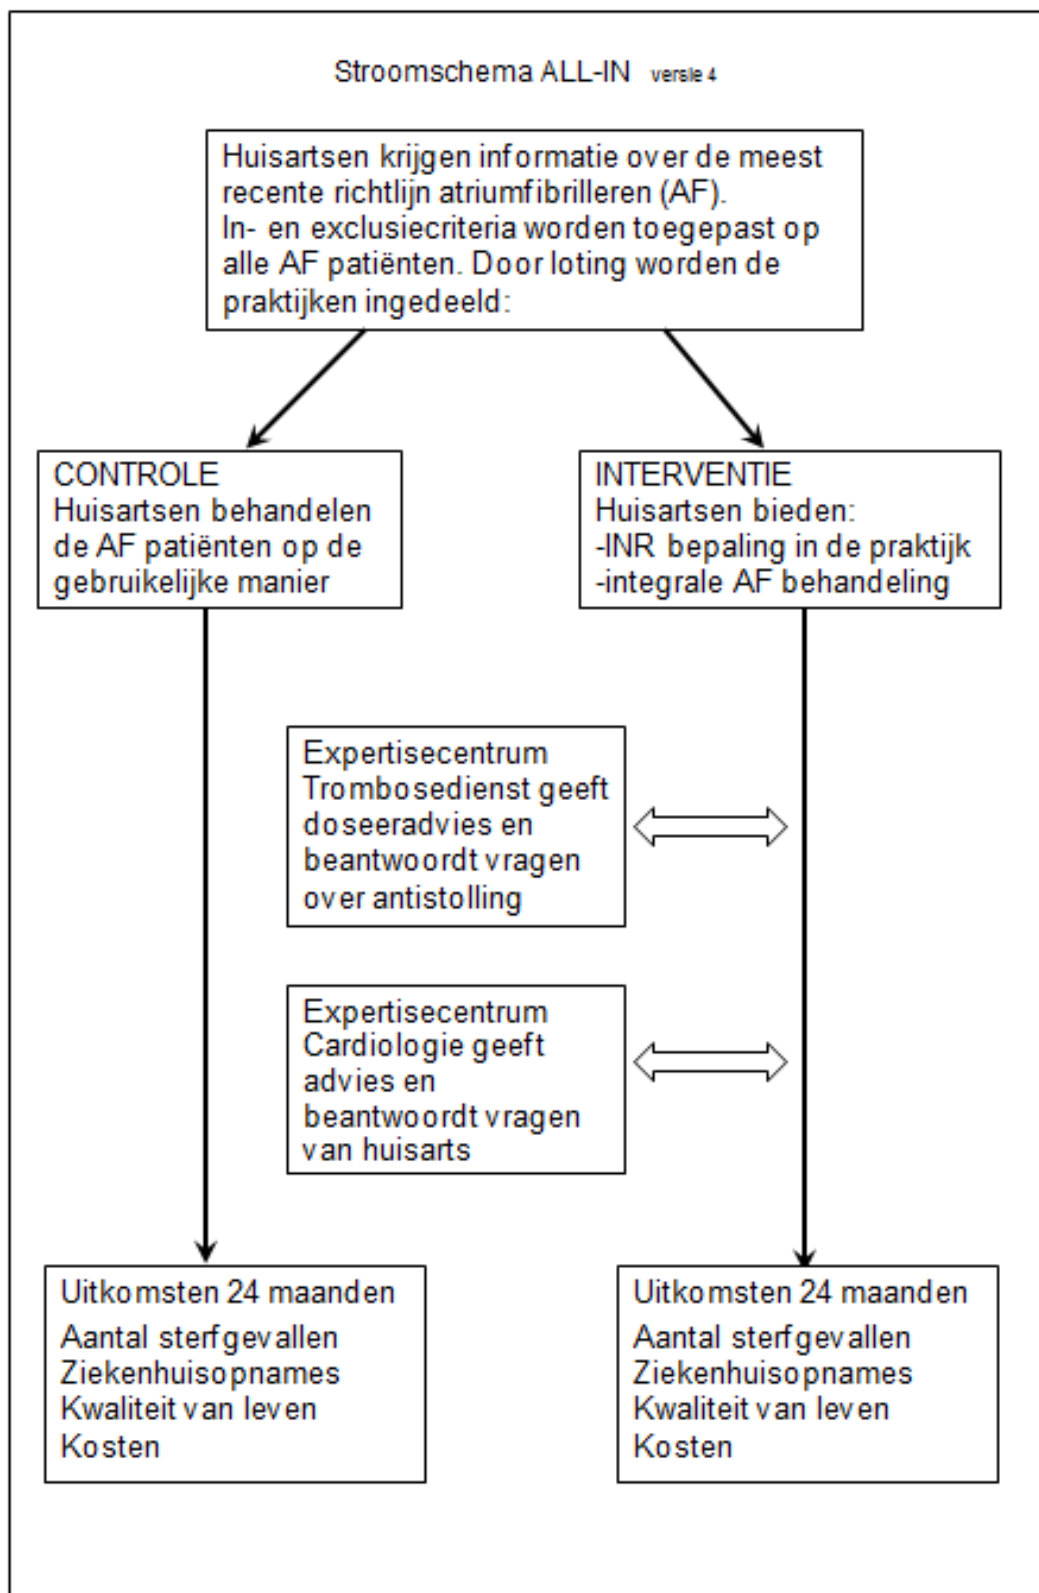 Stroomschema ALL-IN versie 4
Huisartsen krijgen informatie over de meest
recente richtlijn atriumfibrilleren (AF).
In- en exclusiecriteria worden toegepast op
alle AF patiënten. Door loting worden de
praktijken ingedeeld:
CONTROLE
Huisartsen behandelen
de AF patiënten op de
gebruikelijke manier
INTERVENTIE
Huisartsen bieden:
-INR bepaling in de praktijk
-integrale AF behandeling
Expertisecentrum
Trombosedienst geeft
doseeradvies en
beantwoordt vragen
over antistolling
Expertisecentrum
Cardiologie geeft
advies en
beantwoordt vragen
van huisarts
Uitkomsten 24 maanden
Aantal sterfgevallen
Ziekenhuisopnames
Kwaliteit van leven
Kosten
Uitkomsten 24 maanden
Aantal sterfgevallen
Ziekenhuisopnames
Kwaliteit van leven
Kosten